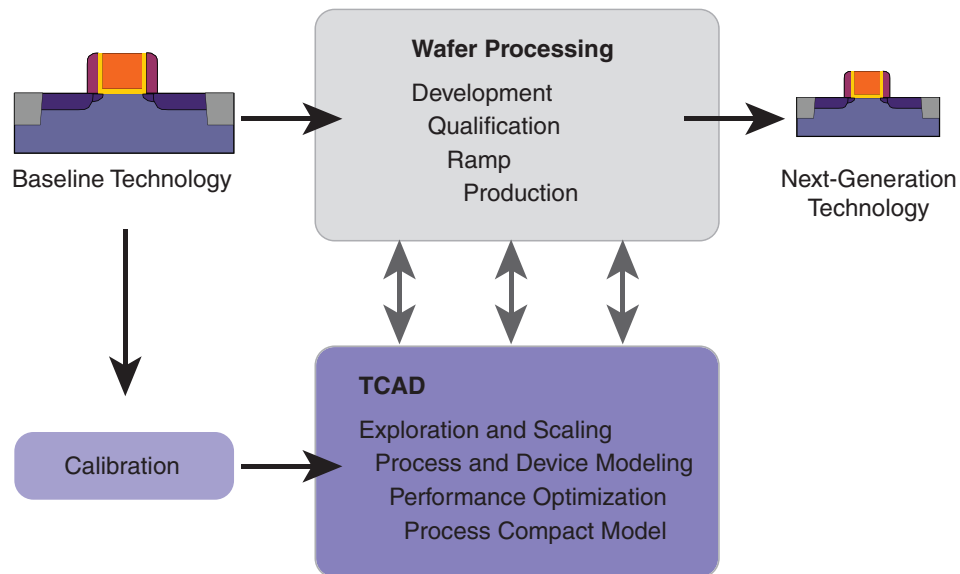 Baseline Technology
Wafer Processing
Development
Qualification
Ramp
Production
Next-Generation
Technology
Calibration
TCAD
Exploration and Scaling
Process and Device Modeling
Performance Optimization
Process Compact Model